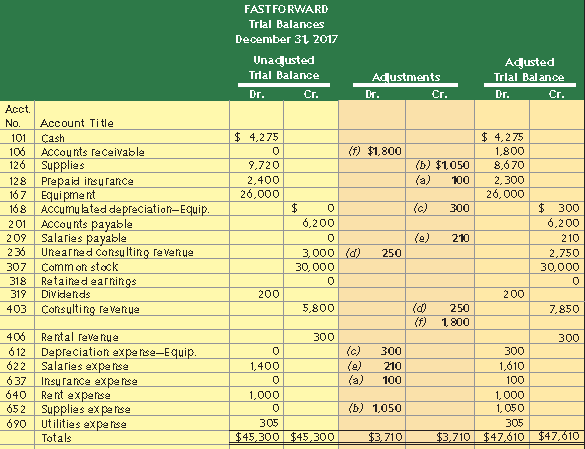 FASTFORWARD
Trial Balances
December 31, 2017
Unadjusted Trial Balance Adjustments Adjusted Trial Balance
Dr. Cr. Dr. Cr. Dr. Cr.
Acct. No. Account Title
101 Cash $ 4,275 $ 4,275
106 Accounts receivable 0 (f) $1,800 1,800
126 Supplies 9,720 (b) $1,050 8,670
128 Prepaid insurance 2,400 (a) 100 2,300
167 Equipment 26,000 26,000
168 Accumulated depreciation—Equip. $ 0 (c) 300 $ 300
201 Accounts payable 6,200 6,200
209 Salaries payable 0 (e) 210 210
236 Unearned consulting revenue 3,000 (d) 250 2,750
307 Common stock 30,000 30,000
318 Retained earnings 0 0
319 Dividends 200 200
403 Consulting revenue 5,800 (d) 250 7,850
(f) 1,800
406 Rental revenue 300 300
612 Depreciation expense—Equip. 0 (c) 300 300
622 Salaries expense 1,400 (e) 210 1,610
637 Insurance expense 0 (a) 100 100
640 Rent expense 1,000 1,000
652 Supplies expense 0 (b) 1,050 1,050
690 Utilities expense 305 305
Totals $45,300 $45,300 $3,710 $3,710 $47,610 $47,610